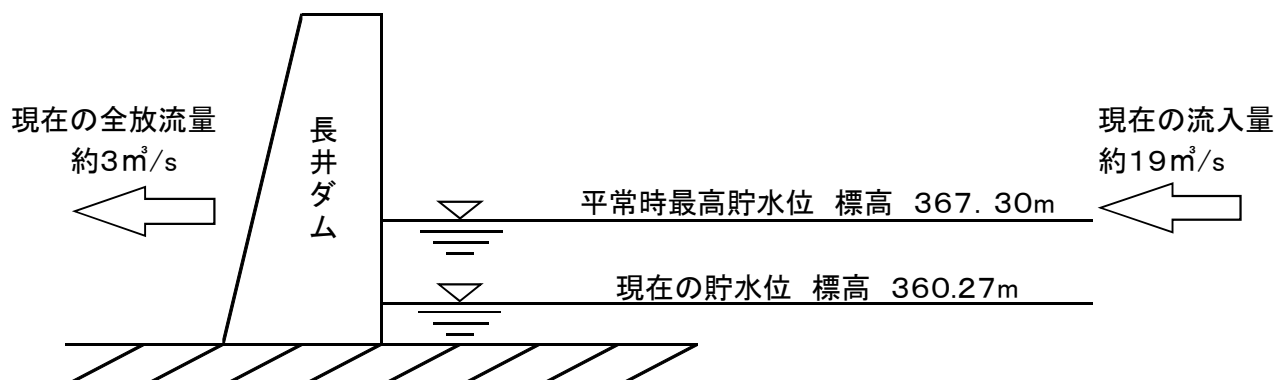 現在の全放流量
約3㎥/s
長井ダム
平常時最高貯水位 標高 367. 30m
現在の貯水位 標高 360.27m
現在の流入量
約19㎥/s